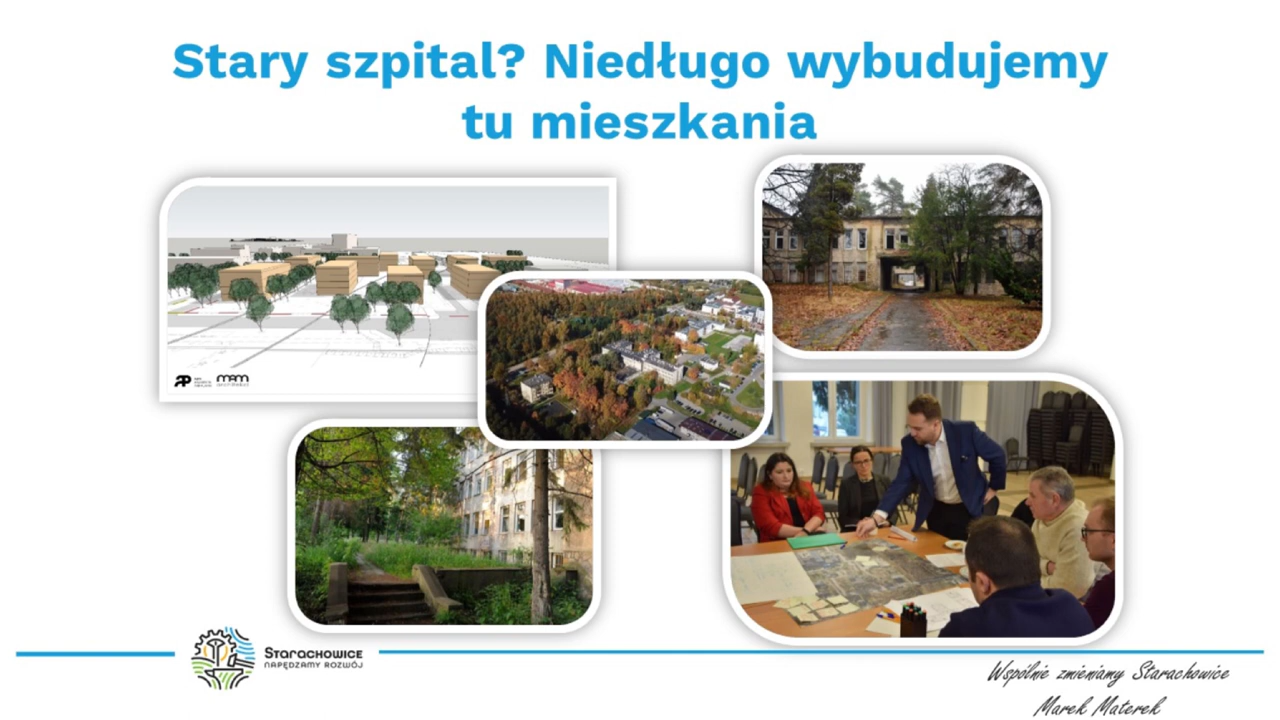 Stary szpital? Niedługo wybudujemy
tu mieszkania
Starachowice
NAPĘDZAMY ROZWÓJ
Wspólnie zmieniamy Starachowice
Marek Materek